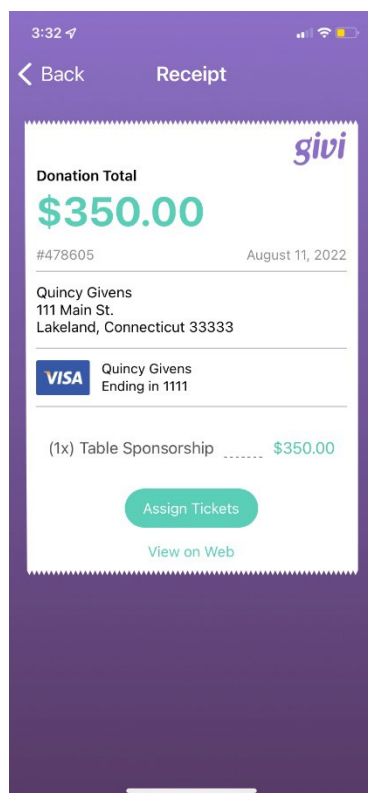 3:32
Back Receipt
givi
Donation Total
$350.00
#478605 August 11, 2022
Quincy Givens
111 Main St.
Lakeland, Connecticut 33333
VISA Quincy Givens
Ending in 1111
(1x) Table Sponsorship ------ $350.00
Assign Tickets
View on Web